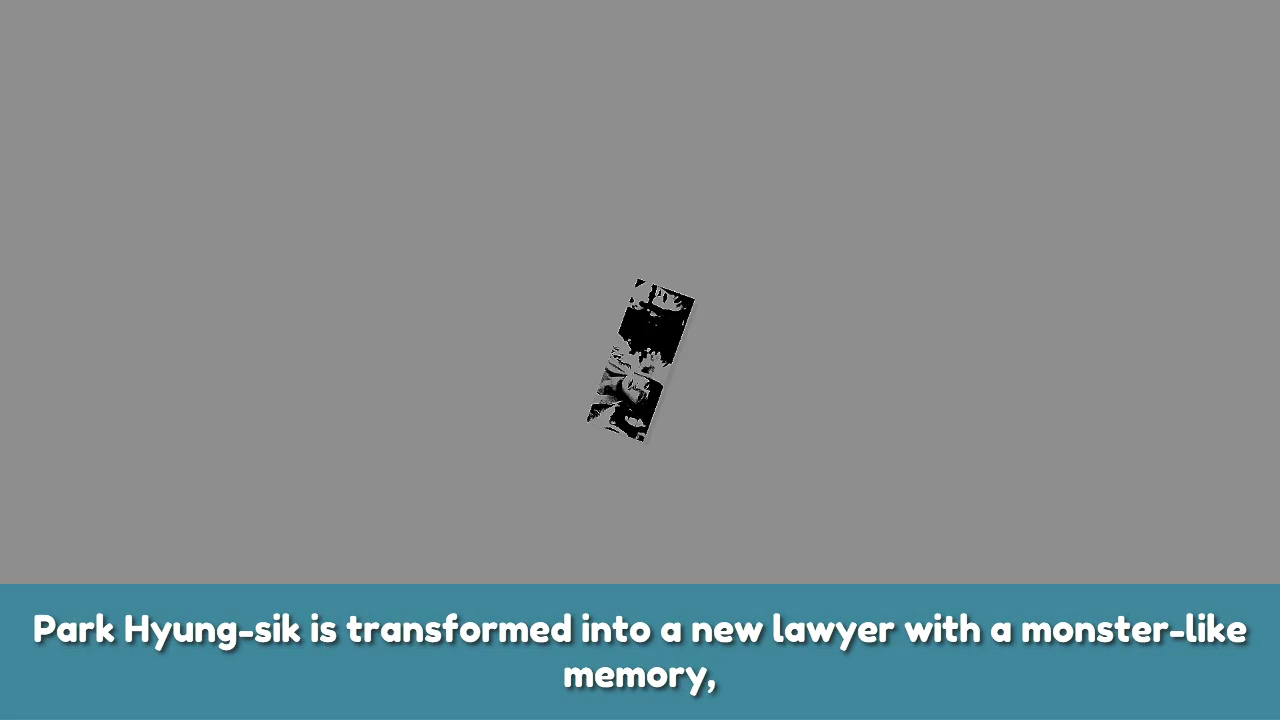 Park Hyung-sik is transformed into a new lawyer with a monster-like
memory,